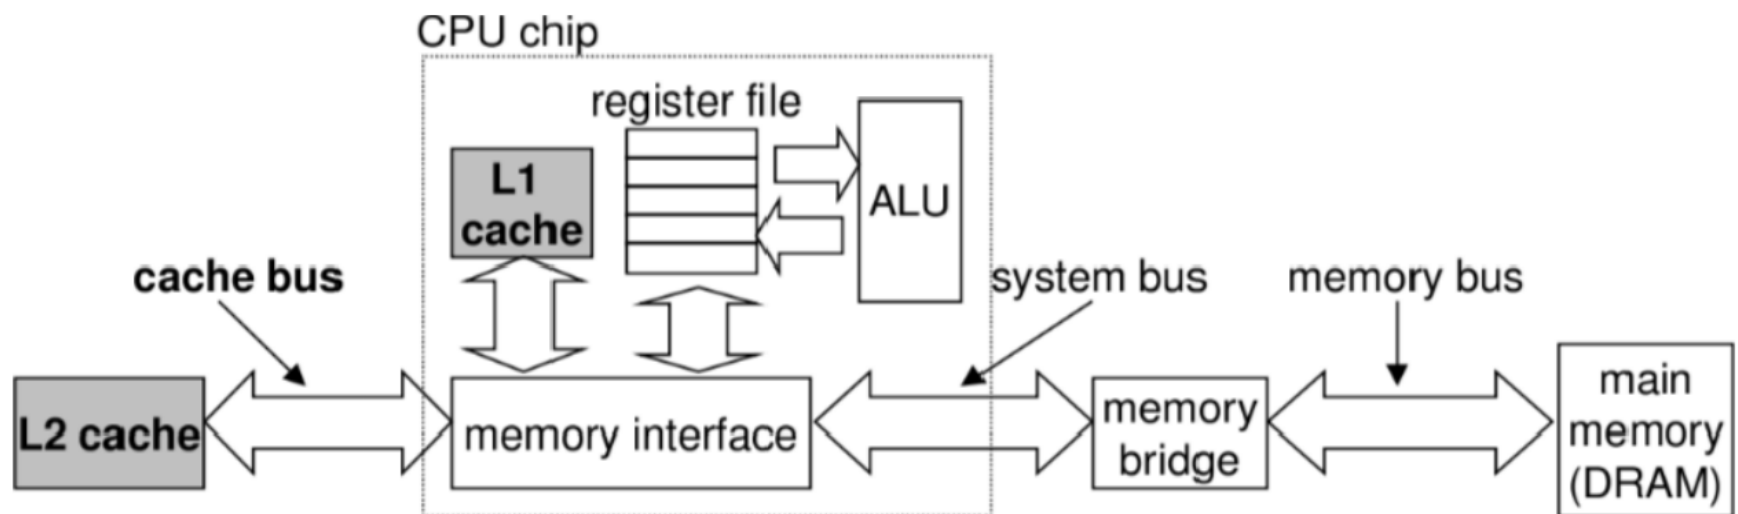 CPU chip
register file
L1
cache
ALU
cache bus
system bus
memory bus
L2 cache
memory interface
memory
bridge
main
memory
(DRAM)